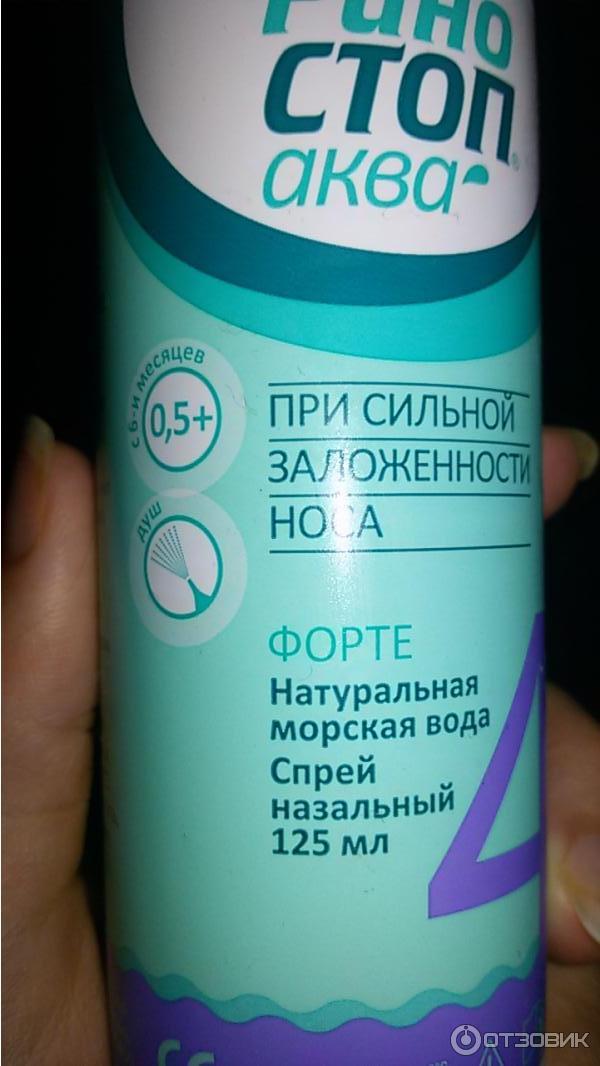 Рино
СТОП®
аква
с 6-и месяцев
0,5+
душ
ПРИ СИЛЬНОЙ
ЗАЛОЖЕННОСТИ
НОСА
ФОРТЕ
Натуральная
морская вода
Спрей
назальный
125 мл
ОТЗОВИК